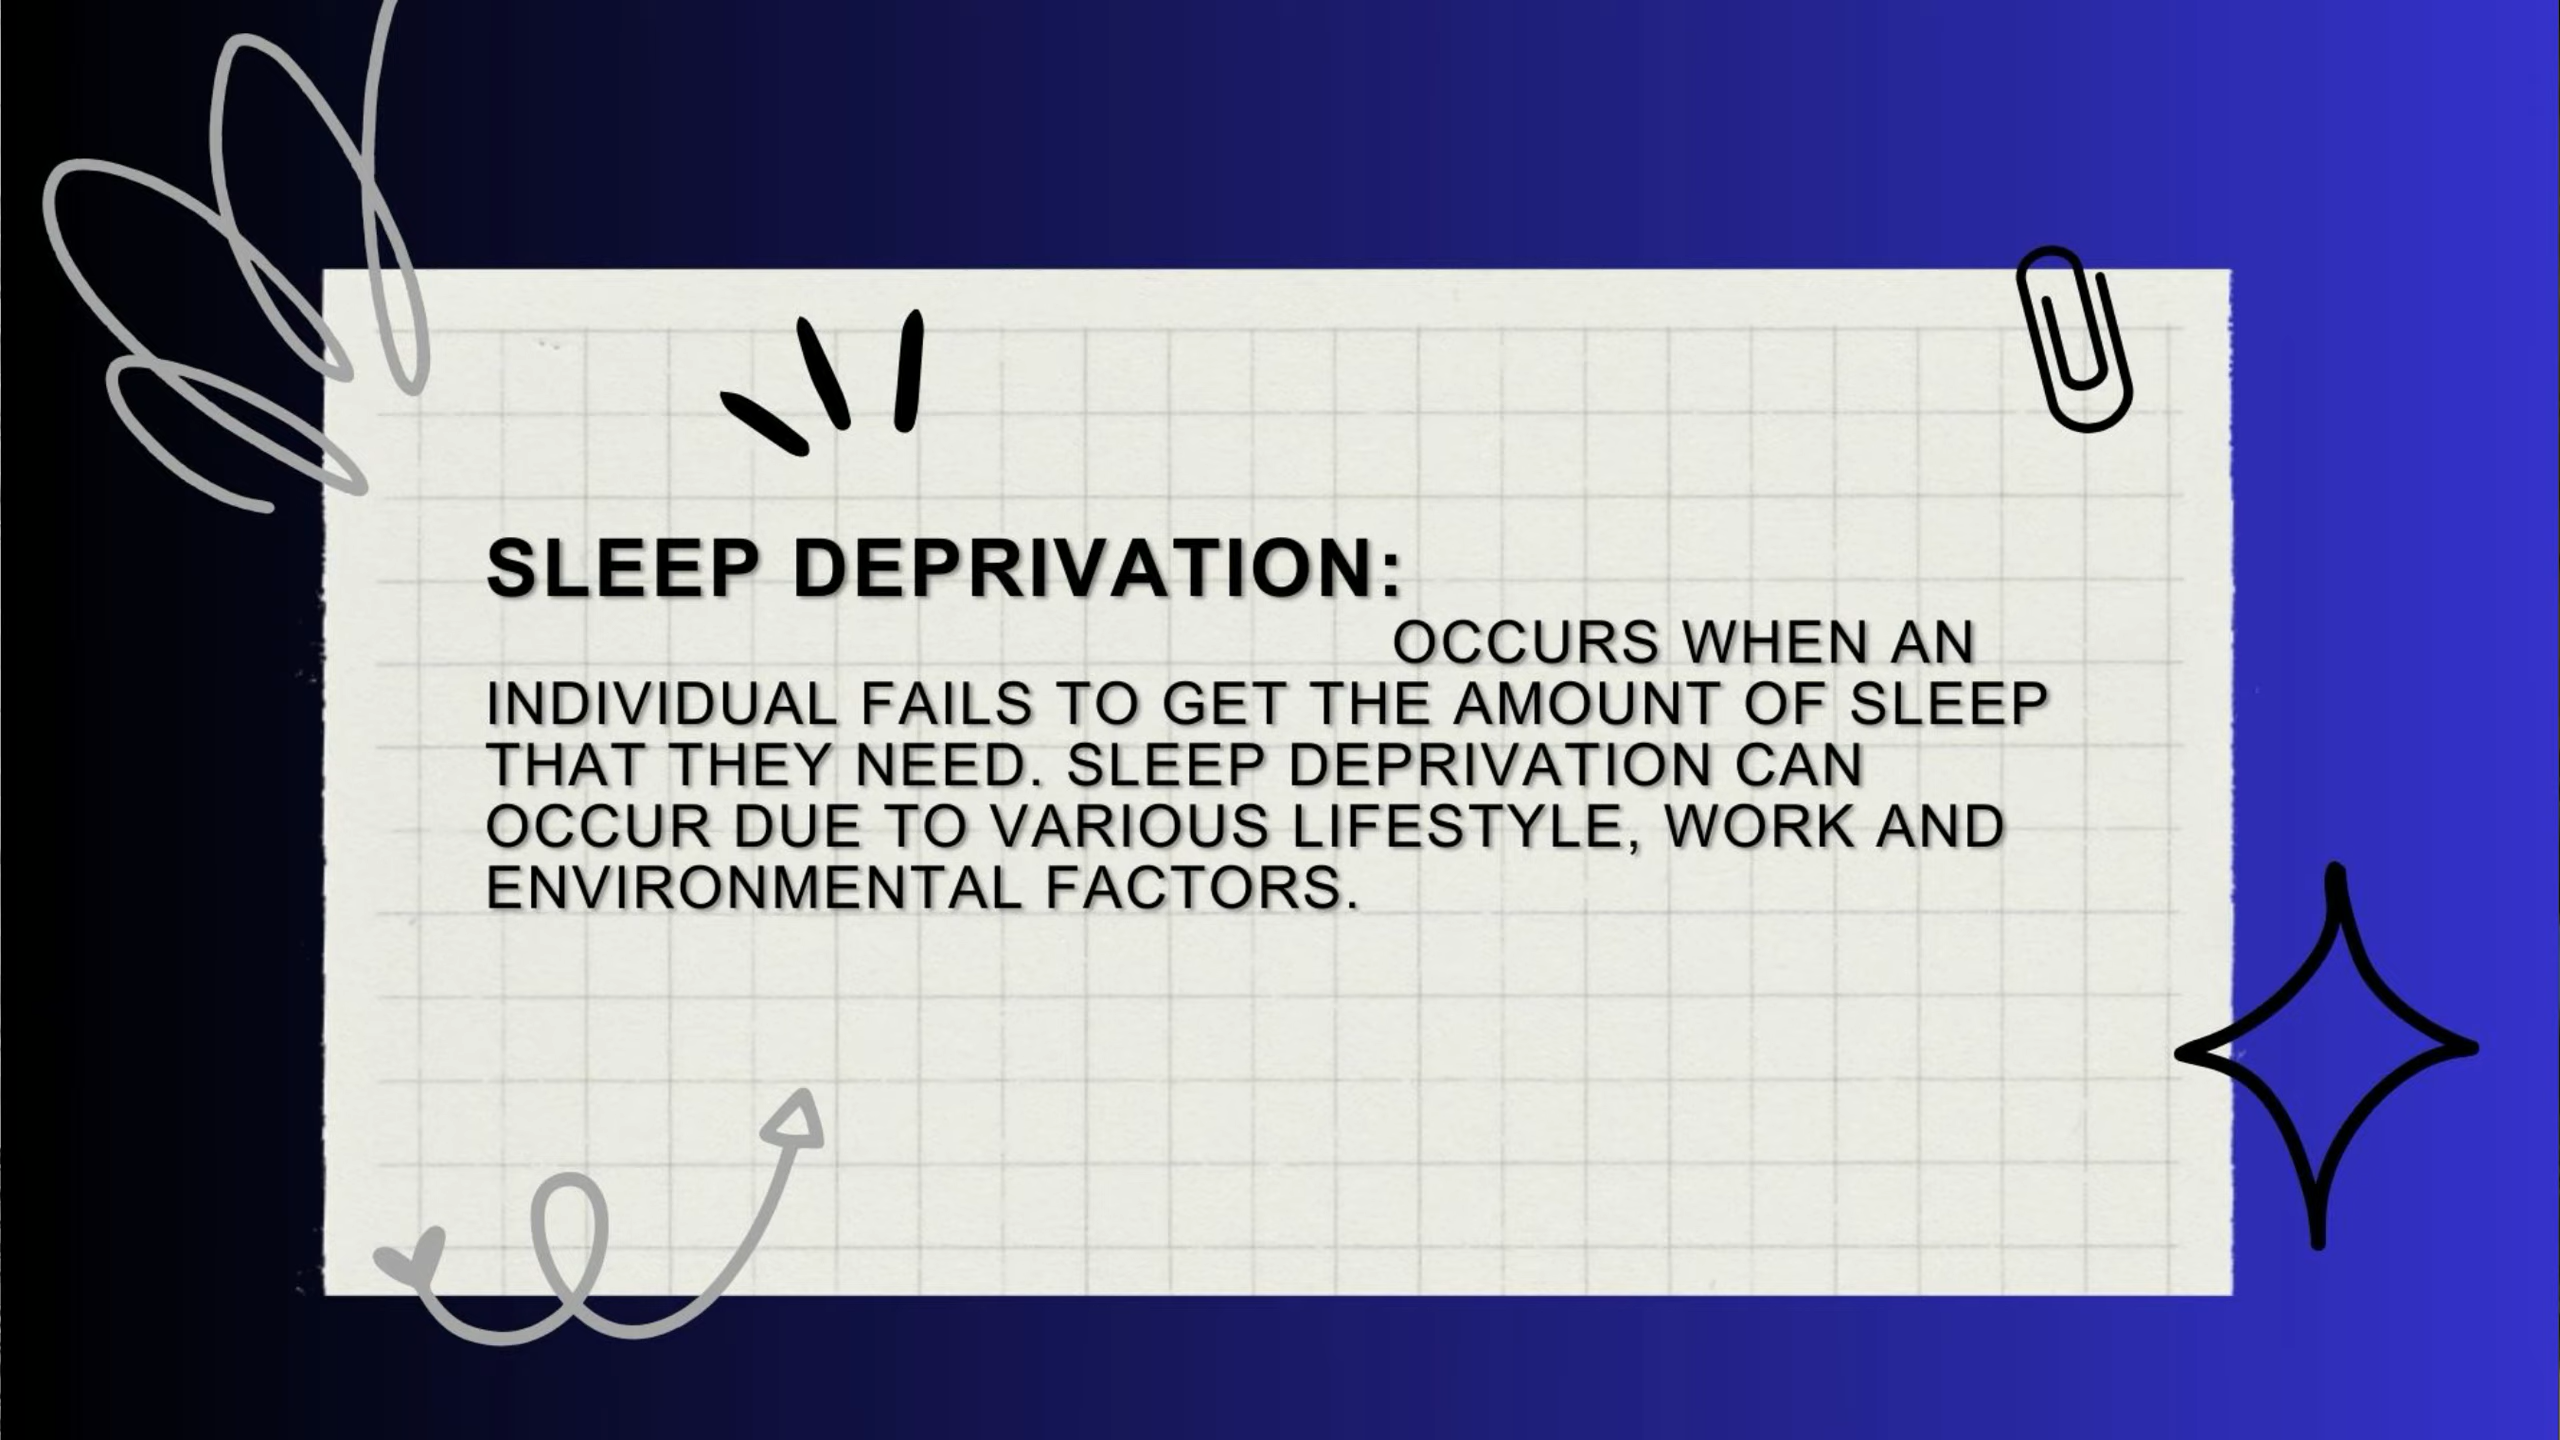 SLEEP DEPRIVATION:
OCCURS WHEN AN
INDIVIDUAL FAILS TO GET THE AMOUNT OF SLEEP
THAT THEY NEED. SLEEP DEPRIVATION CAN
OCCUR DUE TO VARIOUS LIFESTYLE, WORK AND
ENVIRONMENTAL FACTORS.